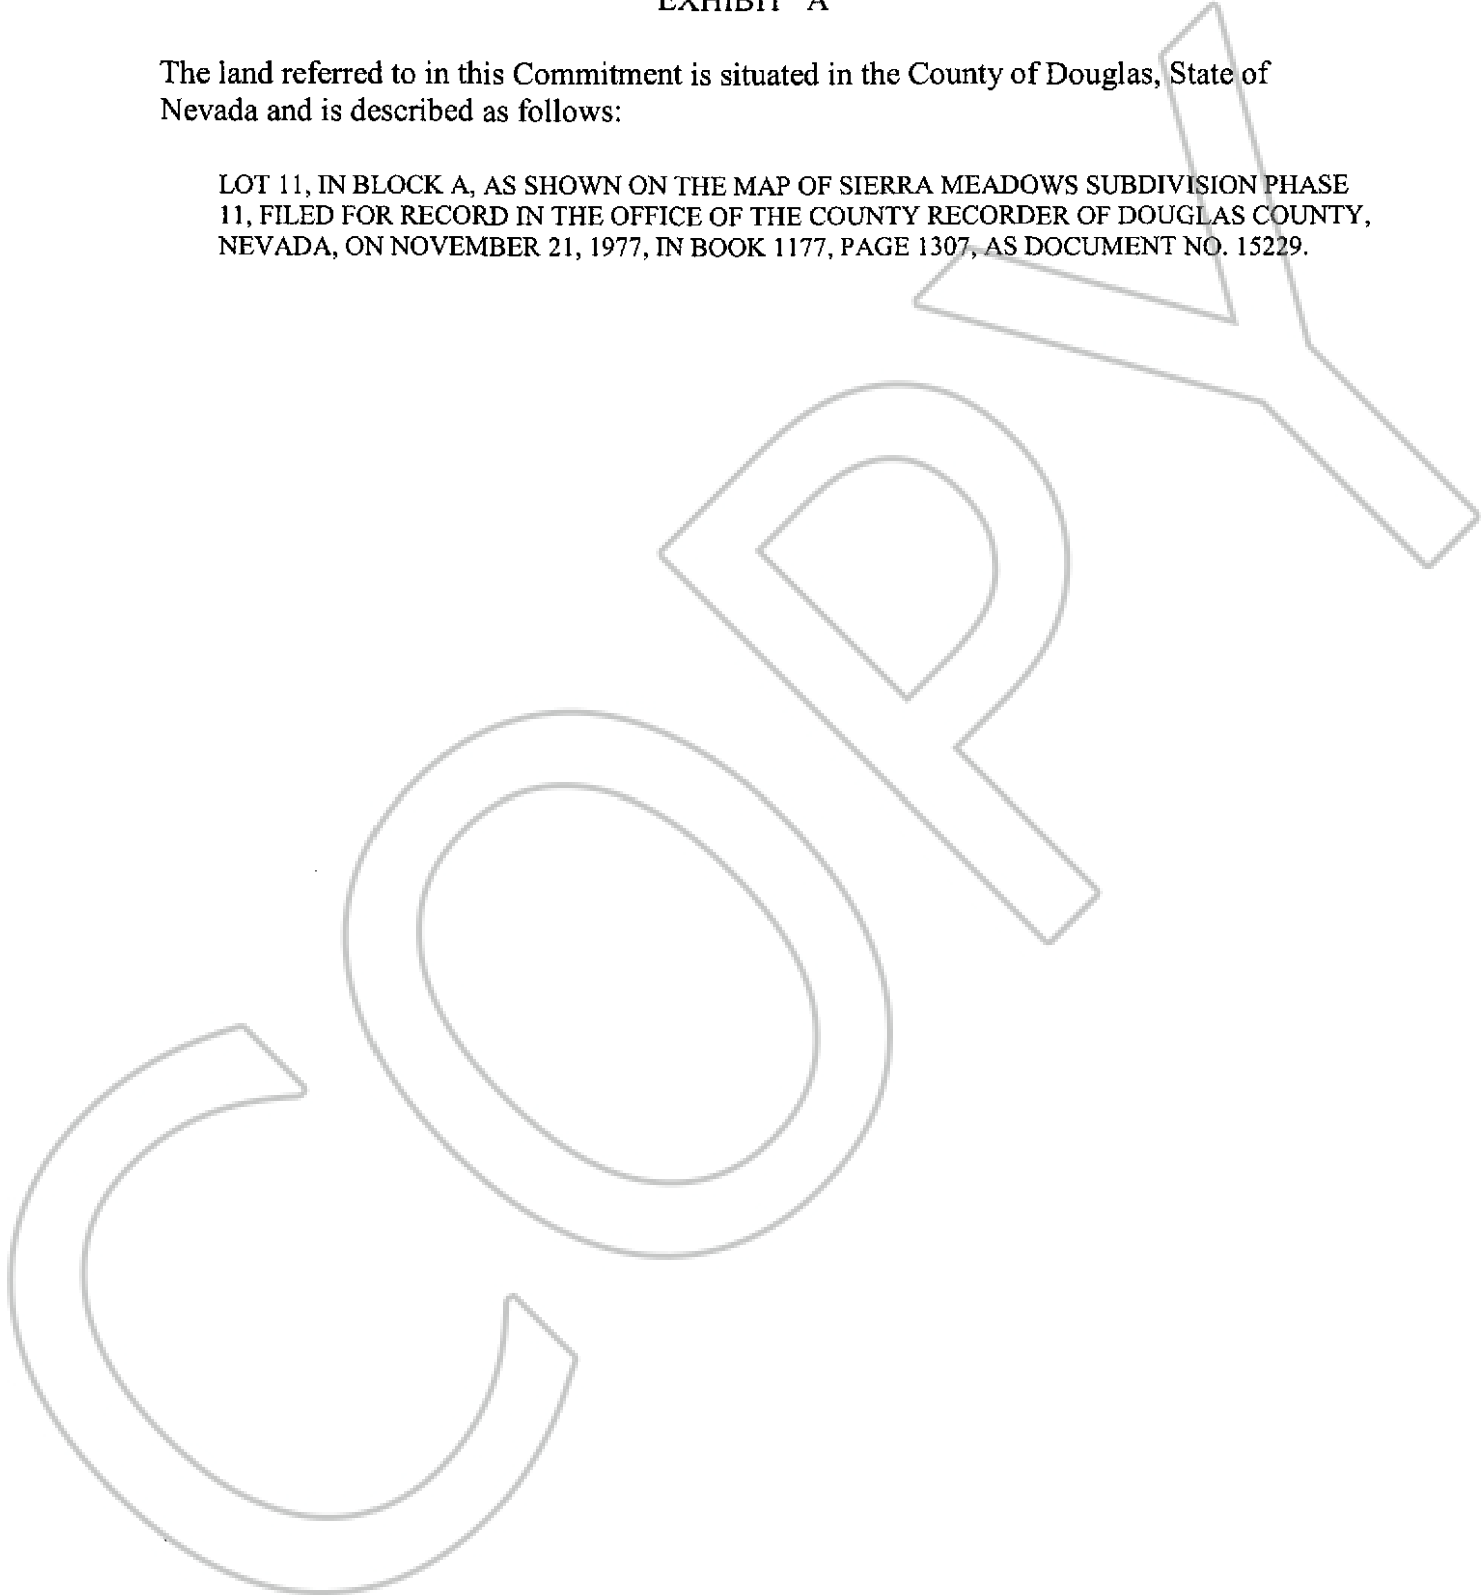 EXHIBIT A
The land referred to in this Commitment is situated in the County of Douglas, State of
Nevada and is described as follows:
LOT 11, IN BLOCK A, AS SHOWN ON THE MAP OF SIERRA MEADOWS SUBDIVISION PHASE
11, FILED FOR RECORD IN THE OFFICE OF THE COUNTY RECORDER OF DOUGLAS COUNTY,
NEVADA, ON NOVEMBER 21, 1977, IN BOOK 1177, PAGE 1307, AS DOCUMENT NO. 15229.
COPY